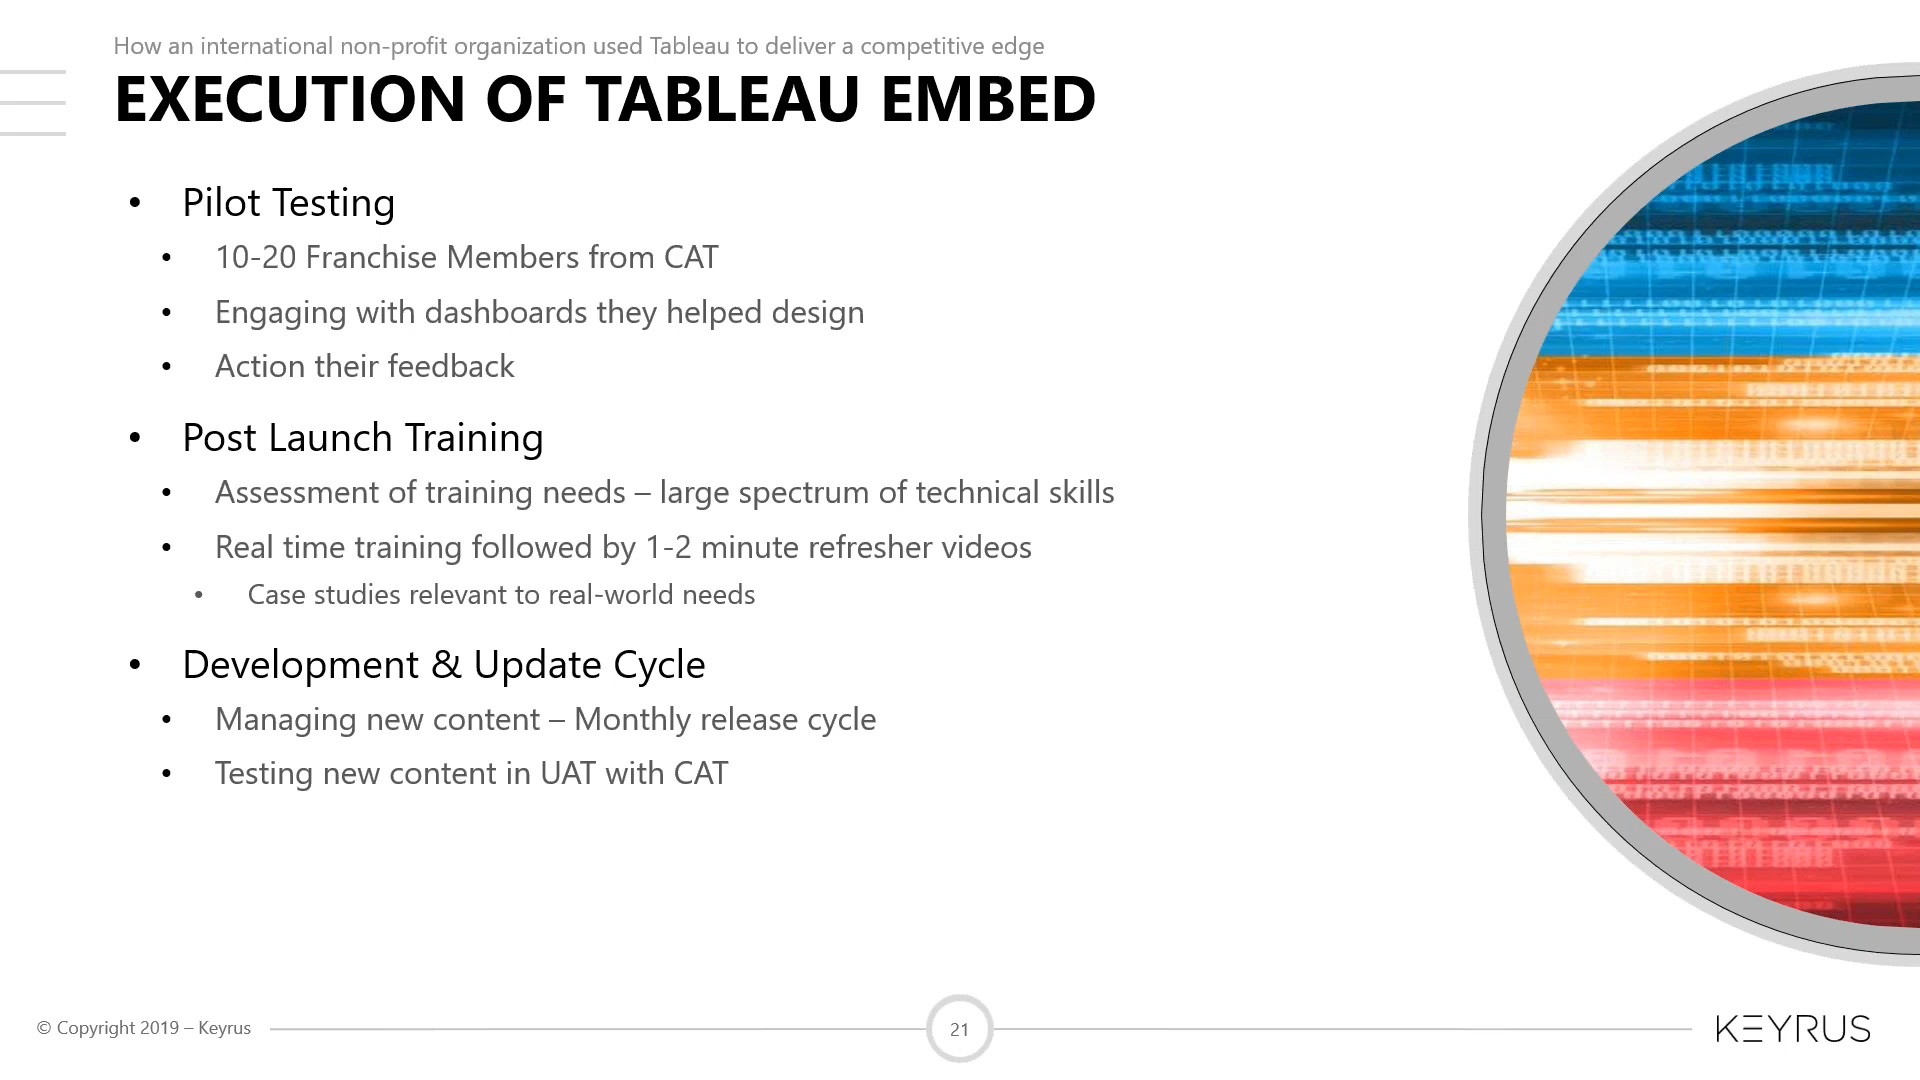 How an international non-profit organization used Tableau to deliver a competitive edge
EXECUTION OF TABLEAU EMBED
• Pilot Testing
• 10-20 Franchise Members from CAT
• Engaging with dashboards they helped design
• Action their feedback
• Post Launch Training
• Assessment of training needs – large spectrum of technical skills
• Real time training followed by 1-2 minute refresher videos
• Case studies relevant to real-world needs
• Development & Update Cycle
• Managing new content – Monthly release cycle
• Testing new content in UAT with CAT
© Copyright 2019 – Keyrus
21
KEYRUS